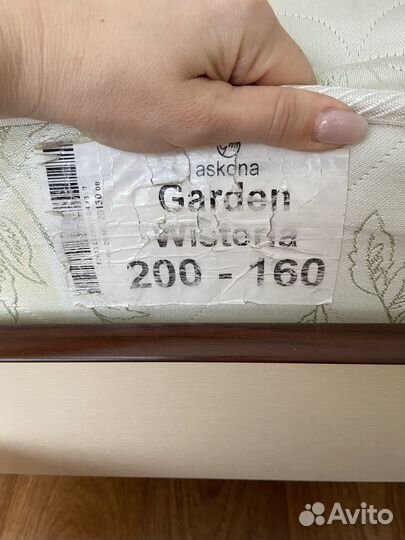 askona
Garden
Wisteria
200 - 160
Avito